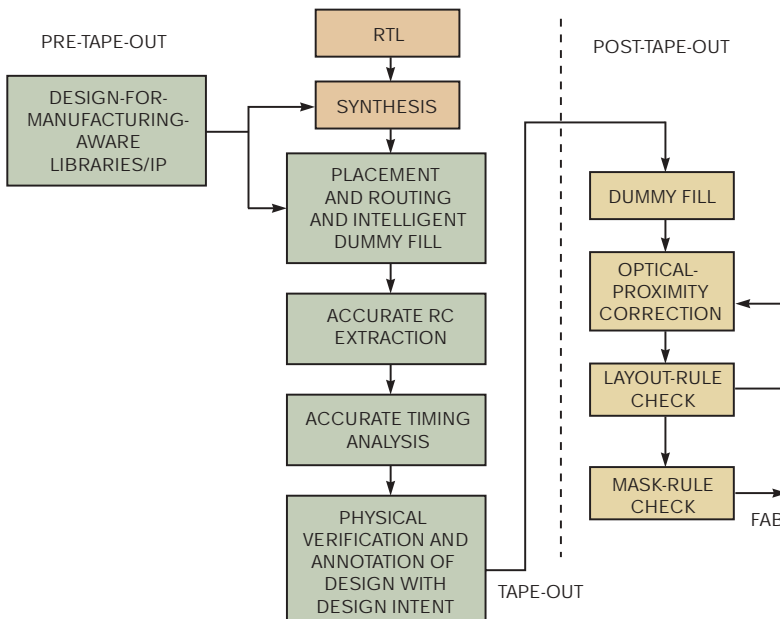 PRE-TAPE-OUT
RTL
POST-TAPE-OUT
DESIGN-FOR-
MANUFACTURING-
AWARE
LIBRARIES/IP
SYNTHESIS
PLACEMENT
AND ROUTING
AND INTELLIGENT
DUMMY FILL
ACCURATE RC
EXTRACTION
ACCURATE TIMING
ANALYSIS
PHYSICAL
VERIFICATION AND
ANNOTATION OF
DESIGN WITH
DESIGN INTENT
TAPE-OUT
DUMMY FILL
OPTICAL-
PROXIMITY
CORRECTION
LAYOUT-RULE
CHECK
MASK-RULE
CHECK
FAB